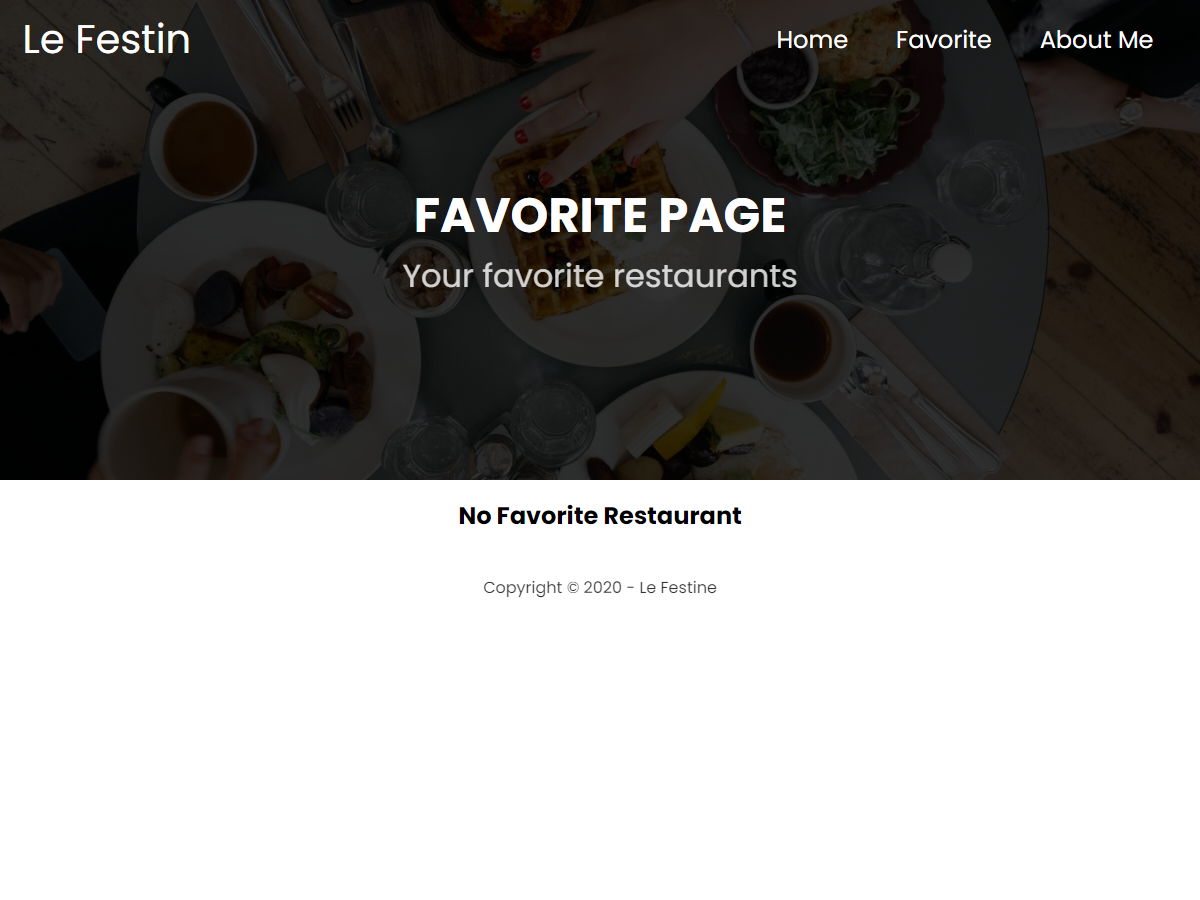 Le Festin
Home Favorite About Me
FAVORITE PAGE
Your favorite restaurants
No Favorite Restaurant
Copyright © 2020 - Le Festine